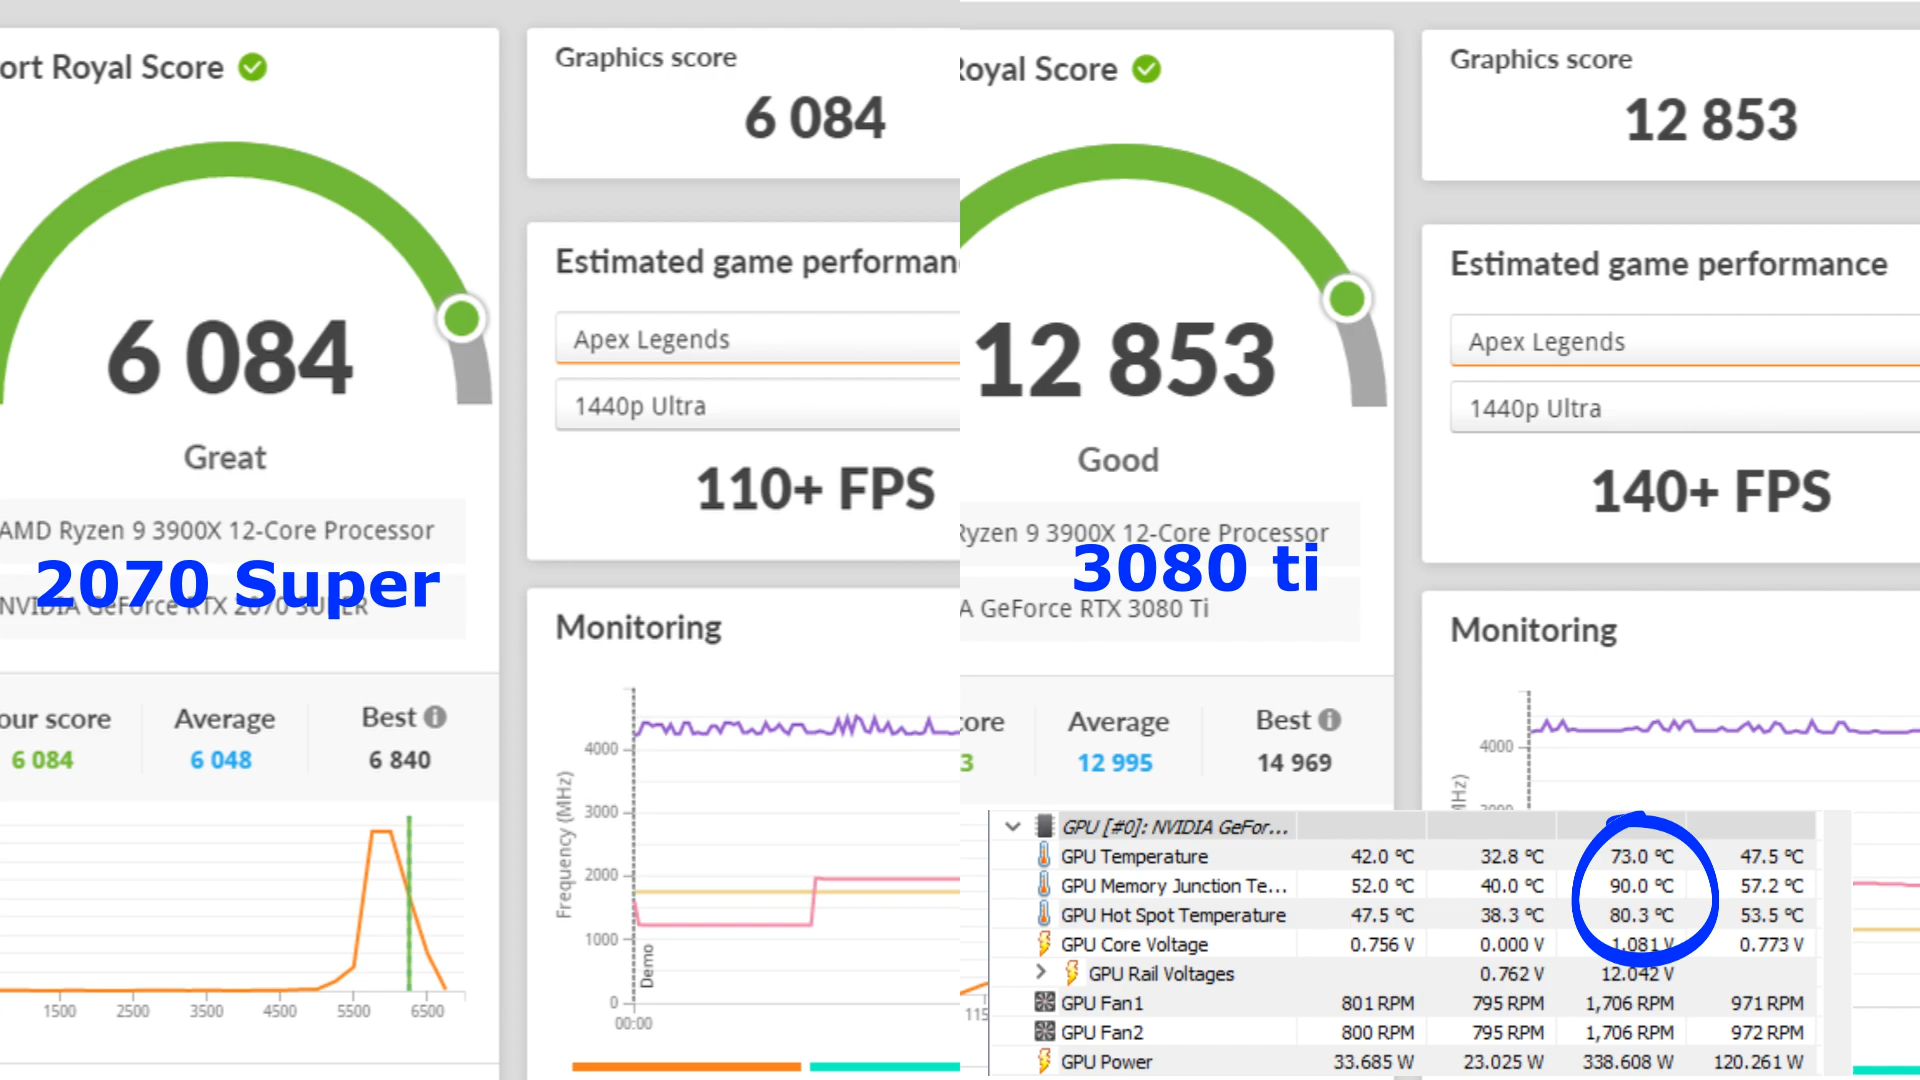 ort Royal Score
6 084
Great
AMD Ryzen 9 3900X 12-Core Processor
2070 Super
NVIDIA GeForce RTX 2070 SUPER
our score
6 084
Average
6 048
Best
6 840
1500 2500 3500 4500 5500 6500
Graphics score
6 084
Estimated game performan
Apex Legends
1440p Ultra
110+ FPS
Monitoring
Frequency (MHz)
4000
3000
2000
1000
0
Demo
00:00
Royal Score
12 853
Good
Ryzen 9 3900X 12-Core Processor
3080 ti
A GeForce RTX 3080 Ti
core
3
Average
12 995
Best
14 969
115
Graphics score
12 853
Estimated game performance
Apex Legends
1440p Ultra
140+ FPS
Monitoring
4000
3000
MHz)
GPU [#0]: NVIDIA GeFor...
GPU Temperature 42.0 °C 32.8 °C 73.0 °C 47.5 °C
GPU Memory Junction Te... 52.0 °C 40.0 °C 90.0 °C 57.2 °C
GPU Hot Spot Temperature 47.5 °C 38.3 °C 80.3 °C 53.5 °C
GPU Core Voltage 0.756 V 0.000 V 1.081 V 0.773 V
GPU Rail Voltages 0.762 V 12.042 V
GPU Fan1 801 RPM 795 RPM 1,706 RPM 971 RPM
GPU Fan2 800 RPM 795 RPM 1,706 RPM 972 RPM
GPU Power 33.685 W 23.025 W 338.608 W 120.261 W